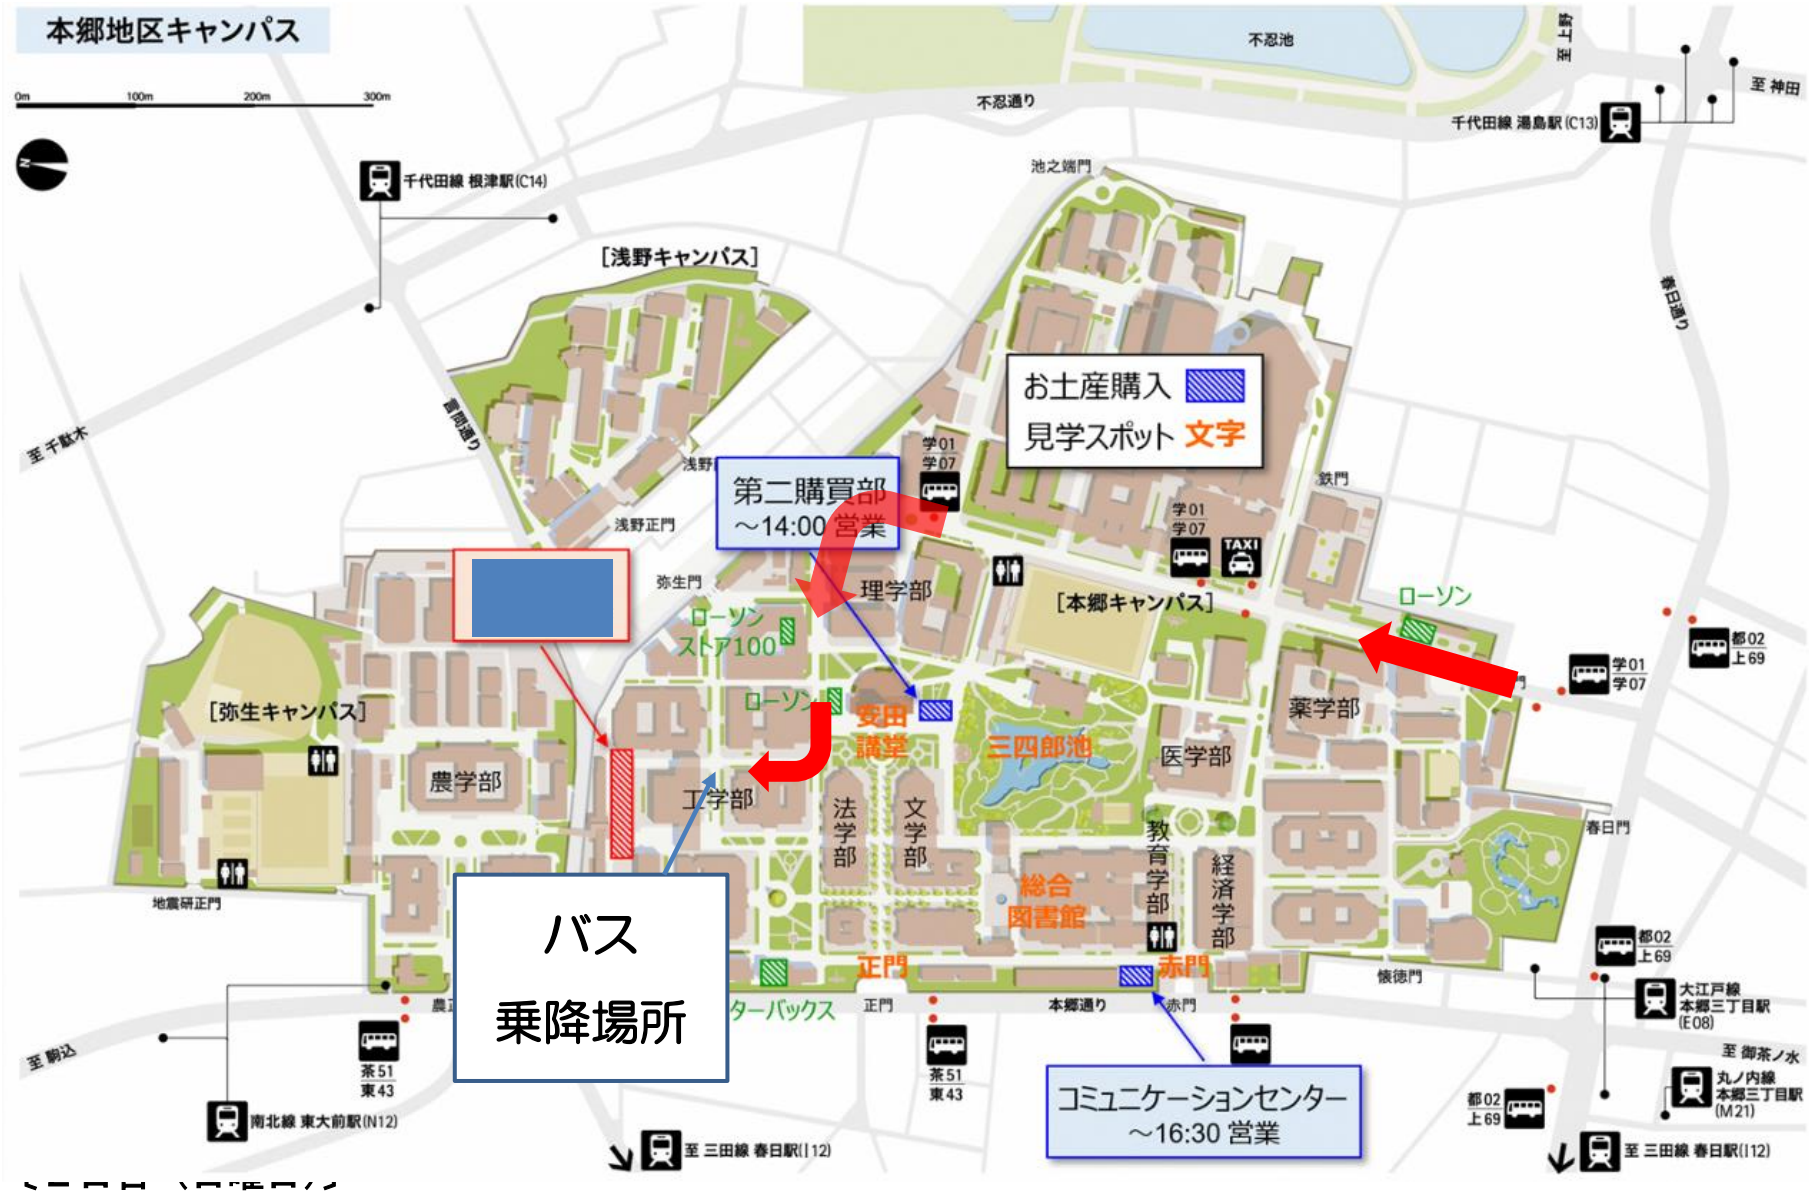 本郷地区キャンパス
0m 100m 200m 300m
N
不忍池
至 上野
至 神田
不忍通り
千代田線 湯島駅(C13)
池之端門
千代田線 根津駅(C14)
[浅野キャンパス]
春日通り
お土産購入
見学スポット 文字
言問通り
至 千駄木
学01
学07
浅野
第二購買部
～14:00 営業
鉄門
浅野正門
学01
学07
TAXI
弥生門
理学部
[本郷キャンパス]
ローソン
ローソン
ストア100
都02
上69
学01
学07
門
[弥生キャンパス]
ローソン
安田
講堂
三四郎池
薬学部
医学部
農学部
工学部
法学部
文学部
教育学部
経済学部
春日門
総合
図書館
地震研正門
バス
乗降場所
正門
赤門
懐徳門
都02
上69
大江戸線
本郷三丁目駅
(E08)
農正
ターバックス
正門
本郷通り
赤門
至 駒込
茶51
東43
茶51
東43
至 御茶ノ水
丸ノ内線
本郷三丁目駅
(M21)
都02
上69
コミュニケーションセンター
～16:30 営業
南北線 東大前駅(N12)
至 三田線 春日駅(I12)
至 三田線 春日駅(I12)